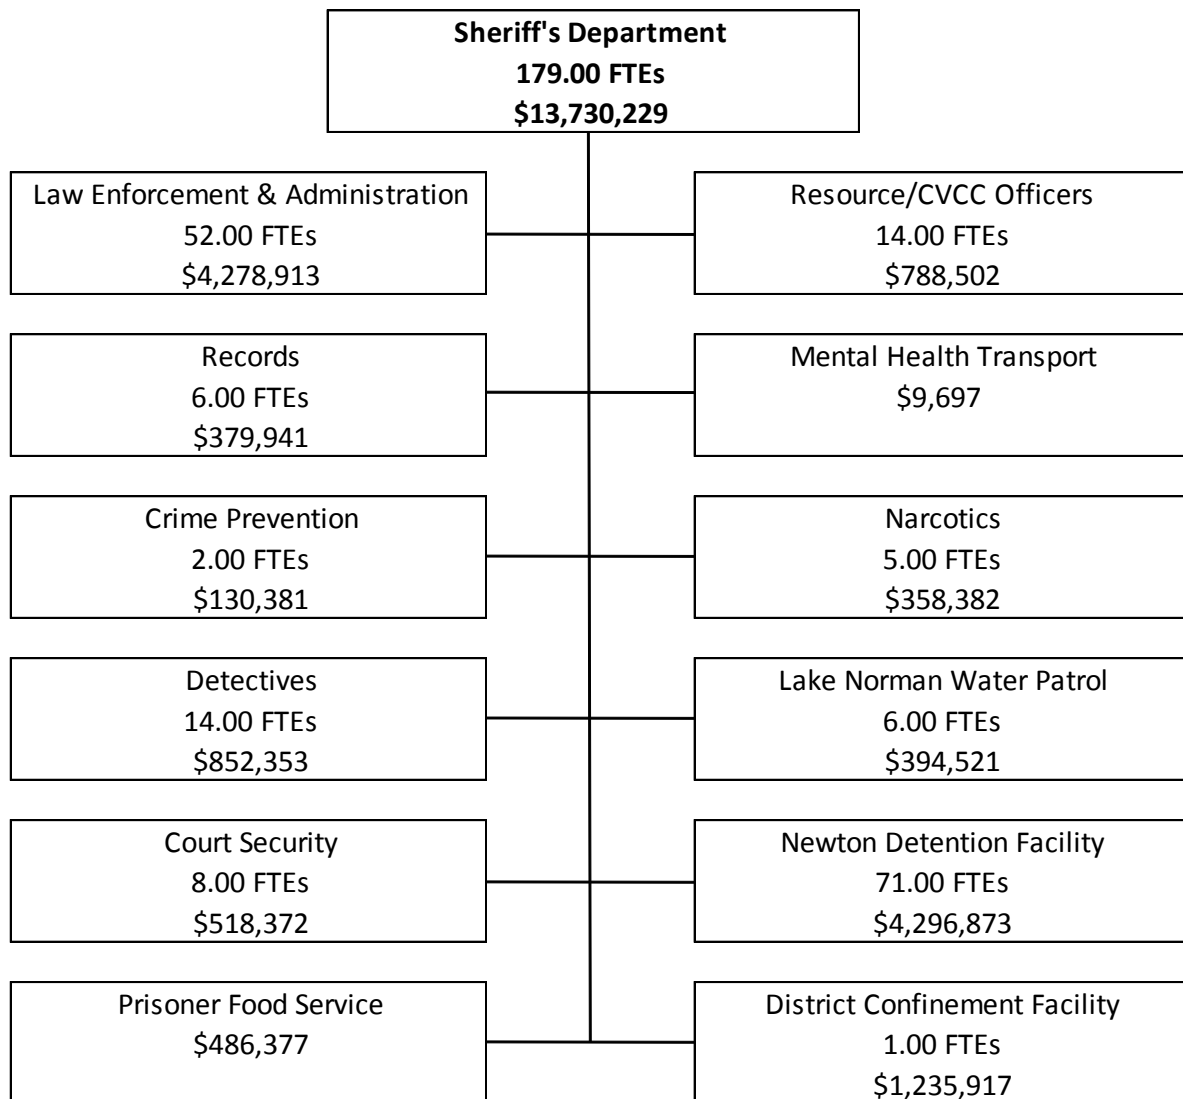 Sheriff's Department
179.00 FTEs
$13,730,229
Law Enforcement & Administration
52.00 FTEs
$4,278,913
Resource/CVCC Officers
14.00 FTEs
$788,502
Records
6.00 FTEs
$379,941
Mental Health Transport
$9,697
Crime Prevention
2.00 FTEs
$130,381
Narcotics
5.00 FTEs
$358,382
Detectives
14.00 FTEs
$852,353
Lake Norman Water Patrol
6.00 FTEs
$394,521
Court Security
8.00 FTEs
$518,372
Newton Detention Facility
71.00 FTEs
$4,296,873
Prisoner Food Service
$486,377
District Confinement Facility
1.00 FTEs
$1,235,917